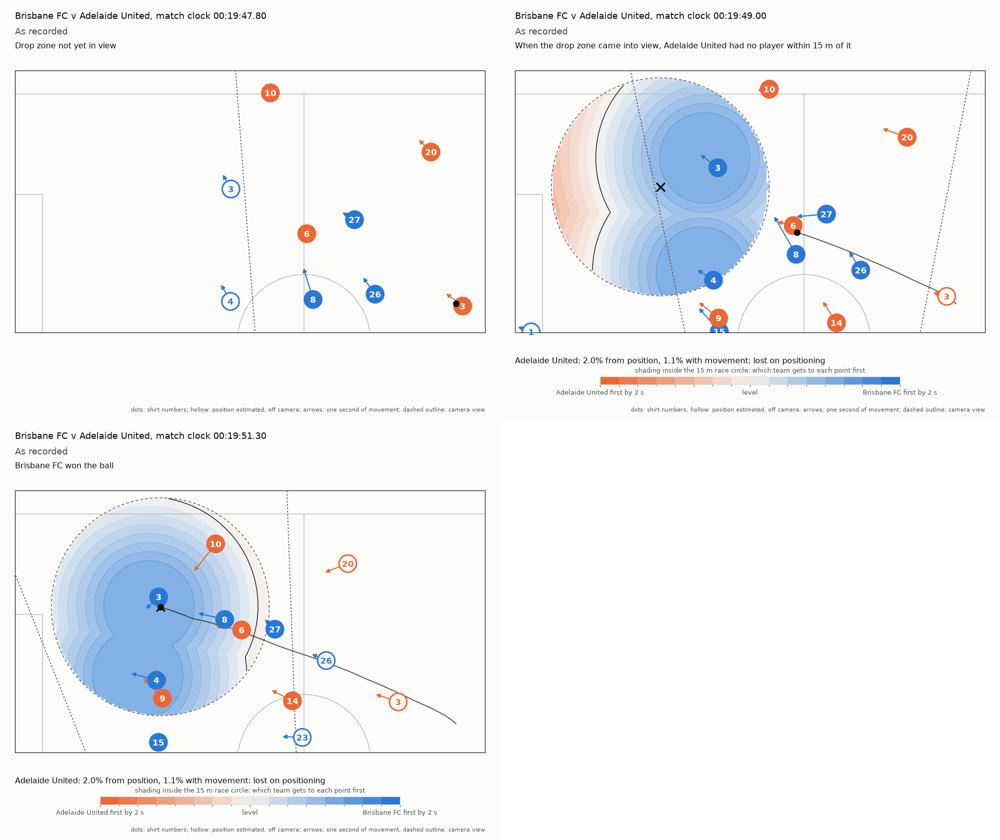 Brisbane FC v Adelaide United, match clock 00:19:47.80
As recorded
Drop zone not yet in view
10
20
3
27
6
4
8
26
3
dots: shirt numbers: hollow: position estimated, off camera; arrows: one second of movement; dashed outline: camera view
Brisbane FC v Adelaide United, match clock 00:19:49.00
As recorded
When the drop zone came into view, Adelaide United had no player within 15 m of it
10
20
3
27
6
8
26
4
3
9
14
15
1
Adelaide United: 2.0% from position, 1.1% with movement: lost on positioning
shading inside the 15 m race circle: which team gets to each point first
Adelaide United first by 2 s
level
Brisbane FC first by 2 s
dots: shirt numbers: hollow: position estimated, off camera; arrows: one second of movement; dashed outline: camera view
Brisbane FC v Adelaide United, match clock 00:19:51.30
As recorded
Brisbane FC won the ball
10
20
3
8
6
27
26
4
9
14
3
15
23
Adelaide United: 2.0% from position, 1.1% with movement: lost on positioning
shading inside the 15 m race circle: which team gets to each point first
Adelaide United first by 2 s
level
Brisbane FC first by 2 s
dots: shirt numbers: hollow: position estimated, off camera; arrows: one second of movement; dashed outline: camera view